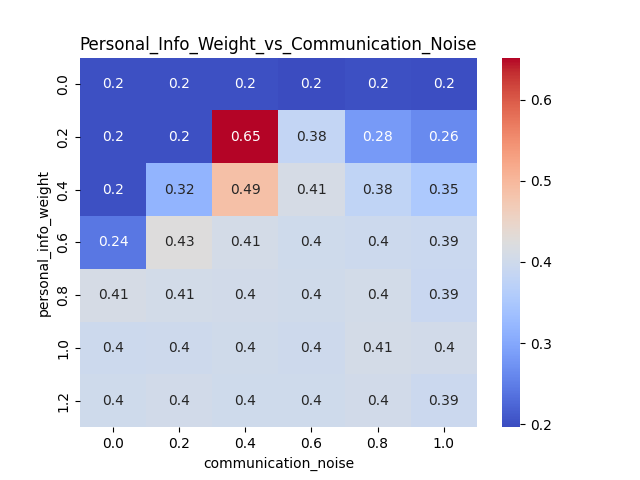 Personal_Info_Weight_vs_Communication_Noise
0.0 0.2 0.2 0.2 0.2 0.2 0.2
0.2 0.2 0.2 0.65 0.38 0.28 0.26
0.4 0.2 0.32 0.49 0.41 0.38 0.35
0.6 0.24 0.43 0.41 0.4 0.4 0.39
0.8 0.41 0.41 0.4 0.4 0.4 0.39
1.0 0.4 0.4 0.4 0.4 0.41 0.4
1.2 0.4 0.4 0.4 0.4 0.4 0.39
0.0 0.2 0.4 0.6 0.8 1.0
communication_noise
personal_info_weight
0.6
0.5
0.4
0.3
0.2